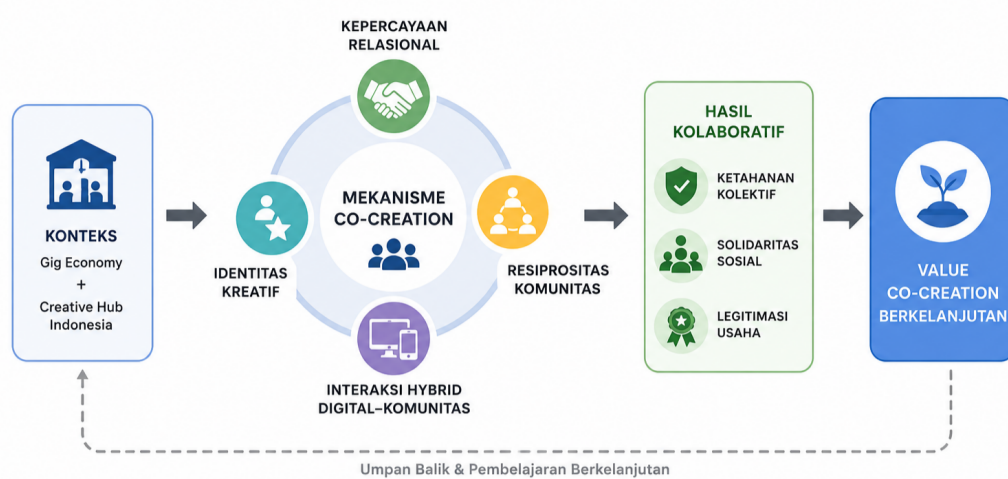 KONTEKS
Gig Economy
+
Creative Hub
Indonesia
KEPERCAYAAN
RELASIONAL
MEKANISME
CO-CREATION
IDENTITAS
KREATIF
RESIPROSITAS
KOMUNITAS
INTERAKSI HYBRID
DIGITAL–KOMUNITAS
HASIL
KOLABORATIF
KETAHANAN
KOLEKTIF
SOLIDARITAS
SOSIAL
LEGITIMASI
USAHA
VALUE
CO-CREATION
BERKELANJUTAN
Umpan Balik & Pembelajaran Berkelanjutan